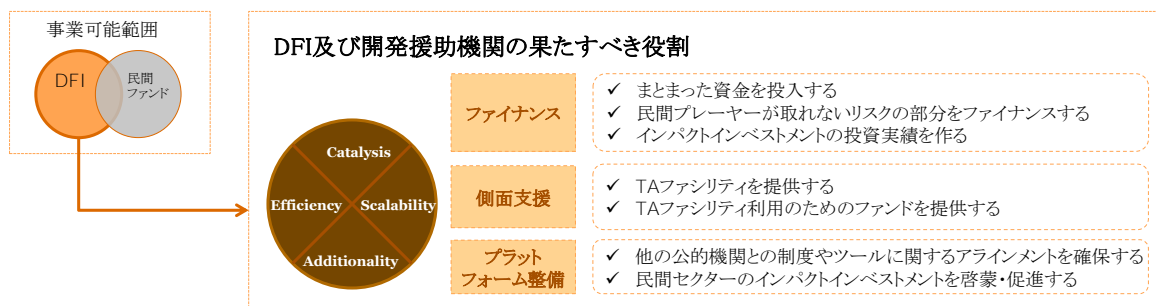 事業可能範囲
DFI
民間
ファンド
DFI及び開発援助機関の果たすべき役割
Catalysis
Efficiency
Scalability
Additionality
ファイナンス
✓ まとまった資金を投入する
✓ 民間プレーヤーが取れないリスクの部分をファイナンスする
✓ インパクトインベストメントの投資実績を作る
側面支援
✓ TAファシリティを提供する
✓ TAファシリティ利用のためのファンドを提供する
プラット
フォーム整備
✓ 他の公的機関との制度やツールに関するアラインメントを確保する
✓ 民間セクターのインパクトインベストメントを啓蒙・促進する